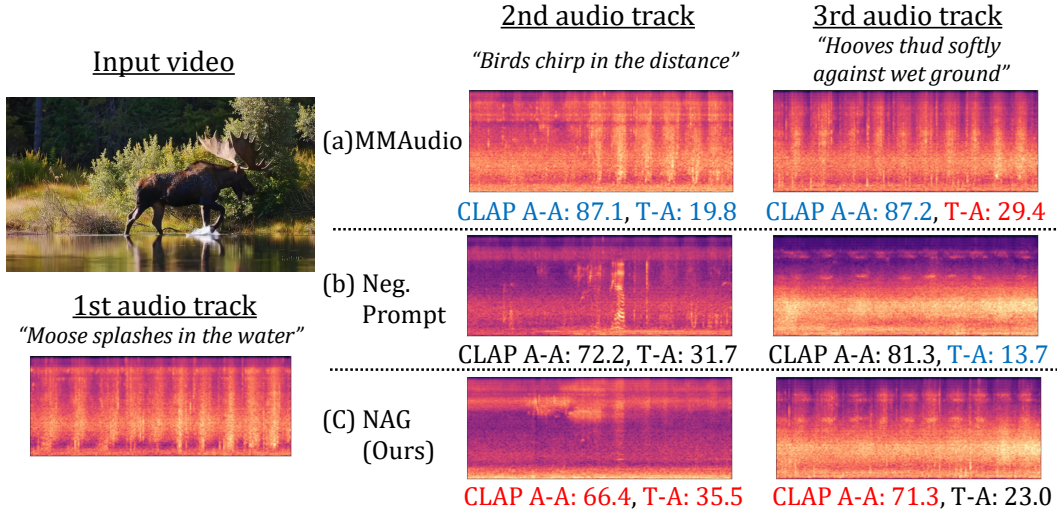 Input video
1st audio track
“Moose splashes in the water”
2nd audio track
“Birds chirp in the distance”
3rd audio track
“Hooves thud softly
against wet ground”
(a)MMAudio
CLAP A-A: 87.1, T-A: 19.8
CLAP A-A: 87.2, T-A: 29.4
(b) Neg.
Prompt
CLAP A-A: 72.2, T-A: 31.7
CLAP A-A: 81.3, T-A: 13.7
(C) NAG
(Ours)
CLAP A-A: 66.4, T-A: 35.5
CLAP A-A: 71.3, T-A: 23.0